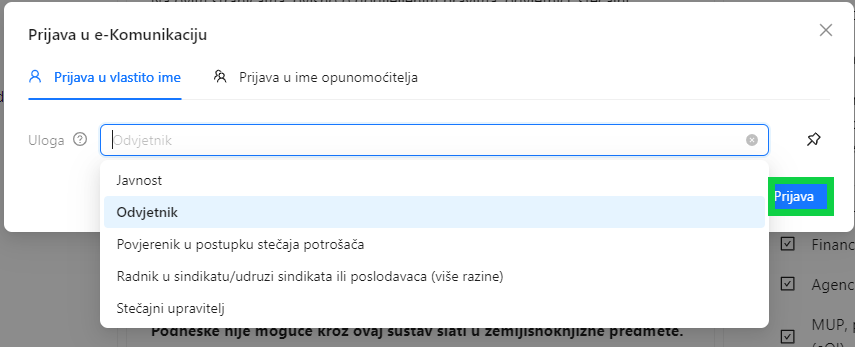 Prijava u e-Komunikaciju
Prijava u vlastito ime
Prijava u ime opunomoćitelja
Uloga
Odvjetnik
Javnost
Odvjetnik
Povjerenik u postupku stečaja potrošača
Radnik u sindikatu/udruzi sindikata ili poslodavaca (više razine)
Stečajni upravitelj
Prijava
Financ
Agenc
MUP, p
Podneske nije moguće kroz ovaj sustav slati u zemljišnoknjižne predmete.